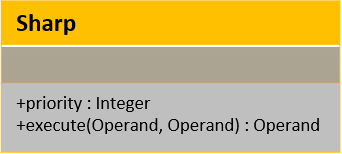 Sharp
+priority : Integer
+execute(Operand, Operand) : Operand